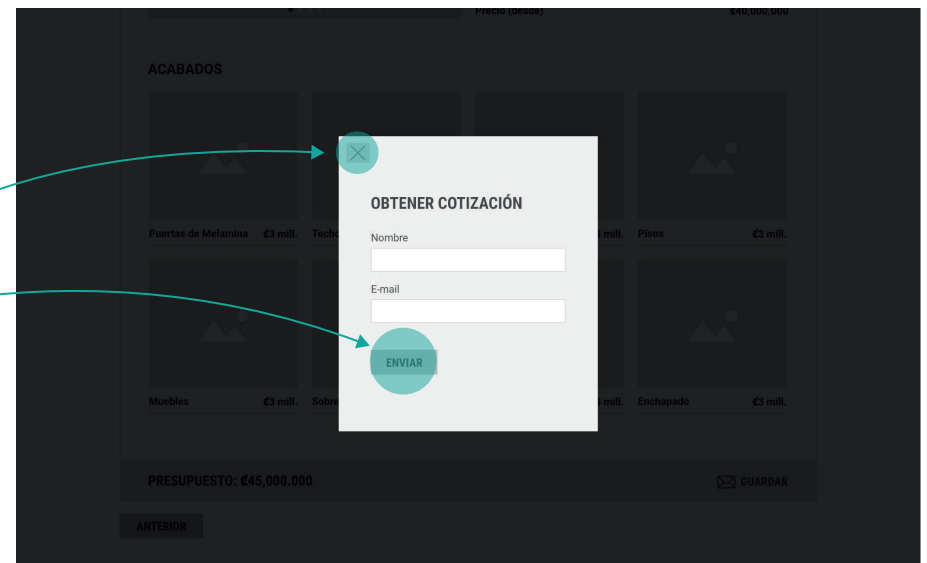 Precio (desde) ₡40,000.000
ACABADOS
OBTENER COTIZACIÓN
Puertas de Melamina ₡3 mill. Techo mill. Pisos ₡3 mill.
Nombre
E-mail
ENVIAR
Muebles ₡3 mill. Sobre mill. Enchapado ₡3 mill.
PRESUPUESTO: ₡45,000.000 GUARDAR
ANTERIOR